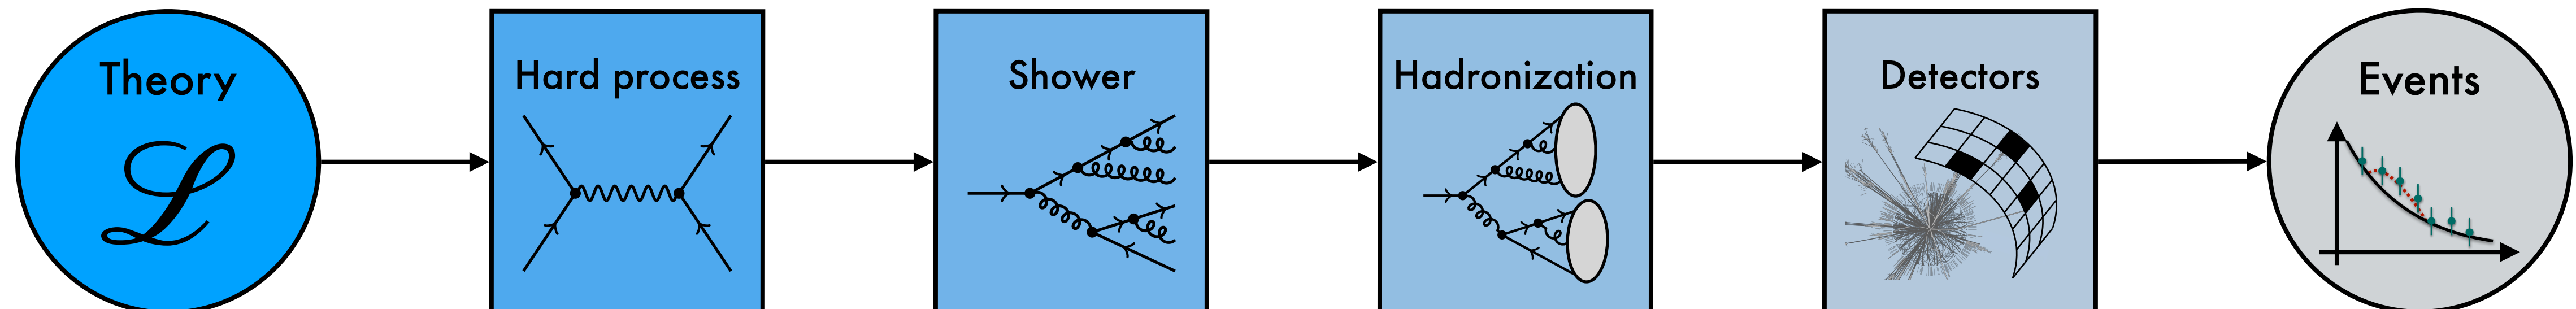 Theory
ℒ
Hard process
Shower
Hadronization
Detectors
Events